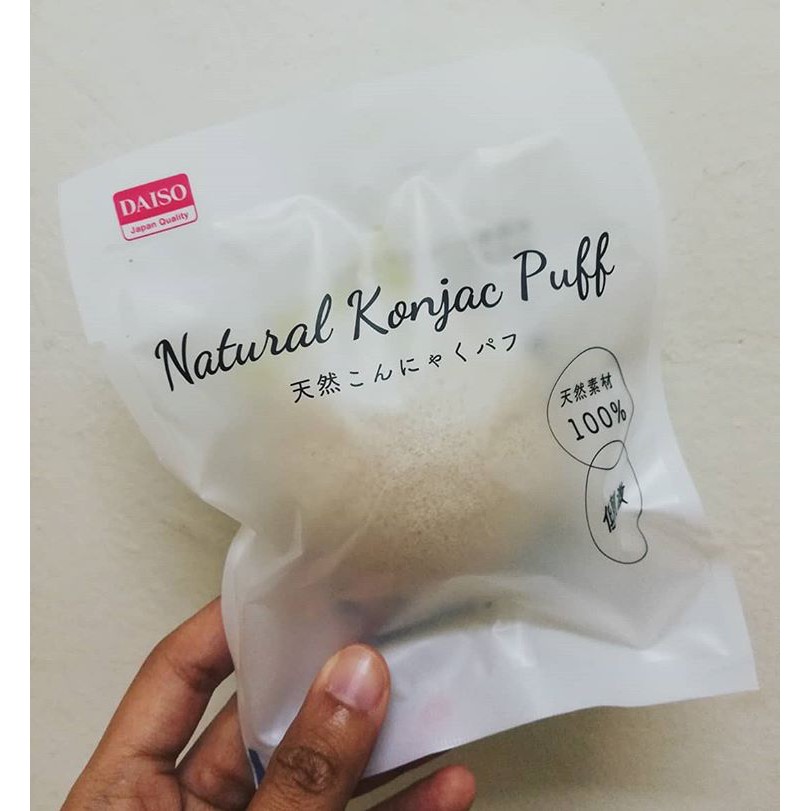 DAISO
Japan Quality
Natural Konjac Puff
天然こんにゃくパフ
天然素材
100%